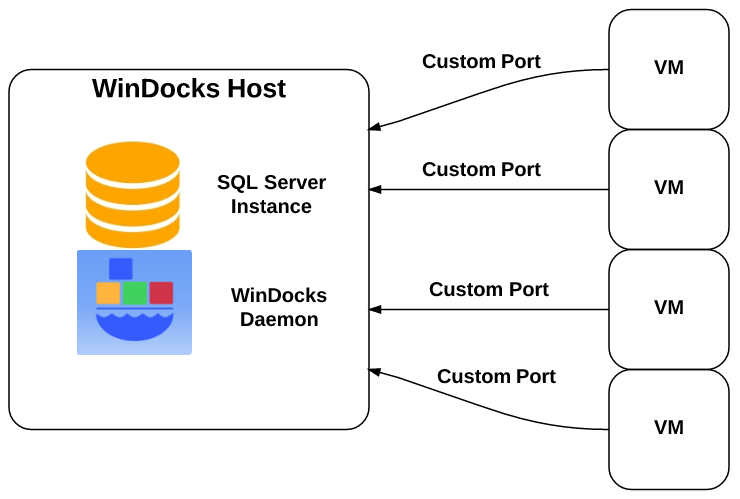 WinDocks Host
SQL Server
Instance
WinDocks
Daemon
Custom Port
VM
Custom Port
VM
Custom Port
VM
Custom Port
VM